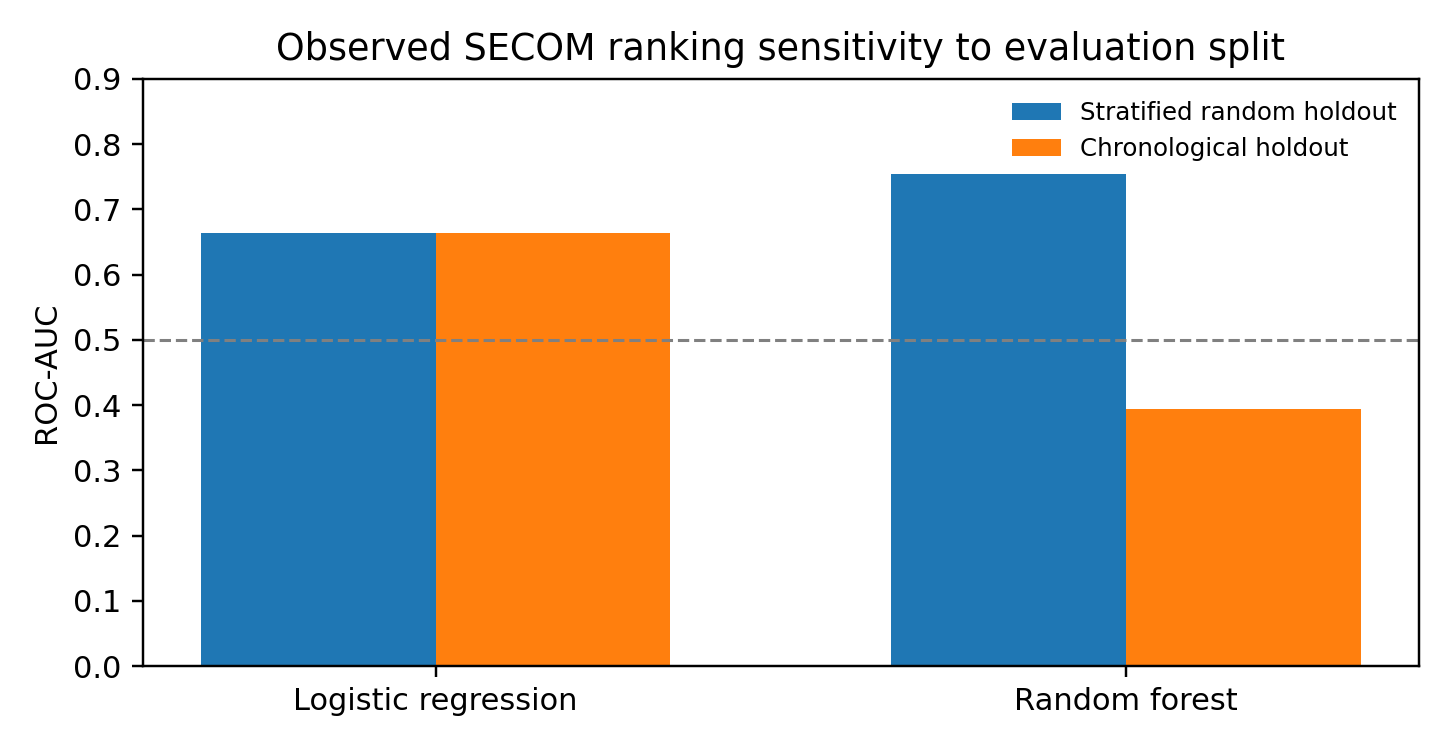 Observed SECOM ranking sensitivity to evaluation split
0.9
0.8
0.7
0.6
0.5
0.4
0.3
0.2
0.1
0.0
ROC-AUC
Stratified random holdout
Chronological holdout
Logistic regression
Random forest